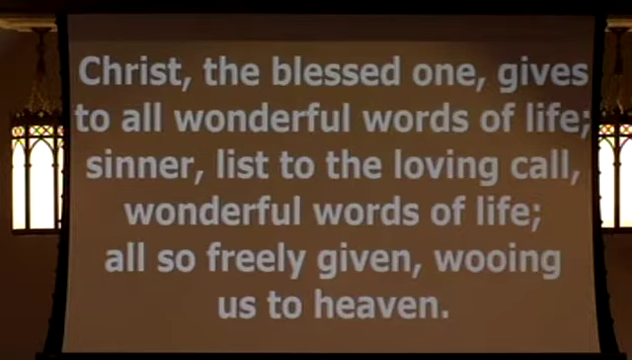 Christ, the blessed one, gives
to all wonderful words of life;
sinner, list to the loving call,
wonderful words of life;
all so freely given, wooing
us to heaven.